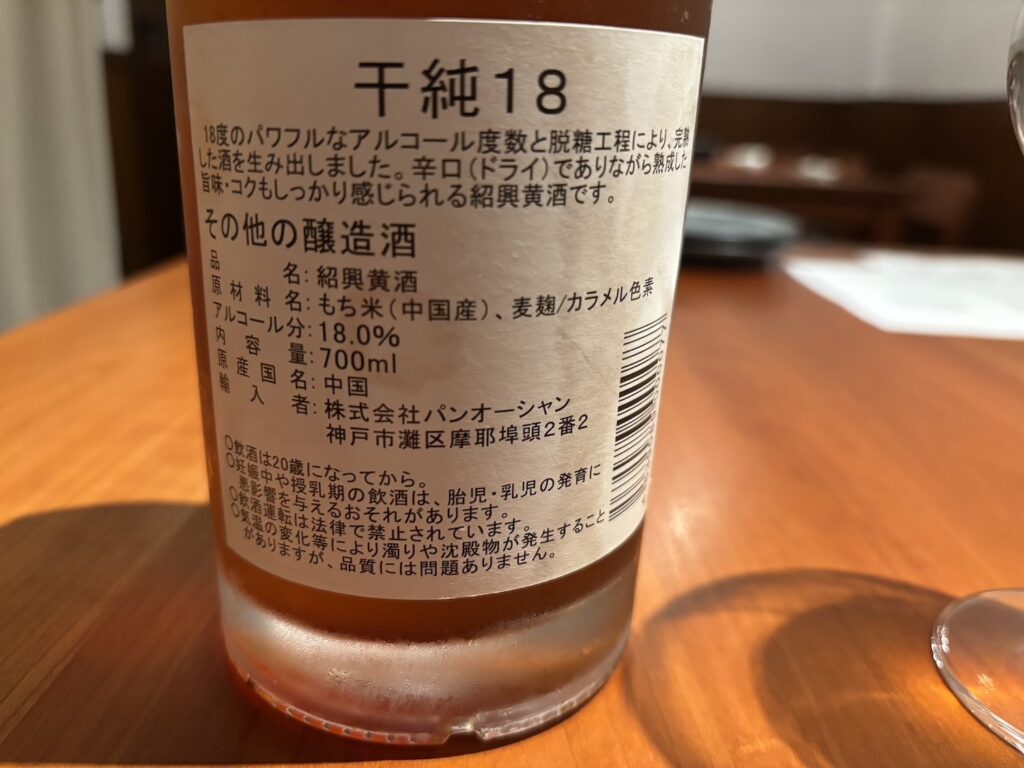 干純18
18度のパワフルなアルコール度数と脱糖工程により、完熟
した酒を生み出しました。辛口(ドライ)でありながら熟成した
旨味・コクもしっかり感じられる紹興黄酒です。
その他の醸造酒
品名:紹興黄酒
原材料名:もち米(中国産)、麦麹/カラメル色素
アルコール分:18.0%
内容量:700ml
原産国名:中国
輸入者:株式会社パンオーシャン
神戸市灘区摩耶埠頭2番2
○飲酒は20歳になってから。
○妊娠中や授乳期の飲酒は、胎児・乳児の発育に
悪影響を与えるおそれがあります。
○飲酒運転は法律で禁止されています。
○気温の変化等により濁りや沈殿物が発生すること
がありますが、品質には問題ありません。